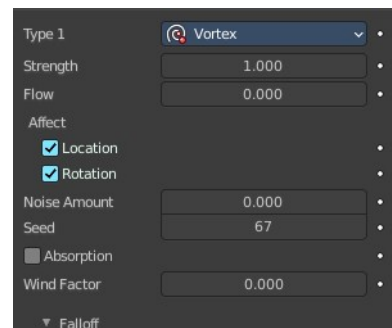 Type 1 Vortex
Strength 1.000
Flow 0.000
Affect
Location
Rotation
Noise Amount 0.000
Seed 67
Absorption
Wind Factor 0.000
Falloff